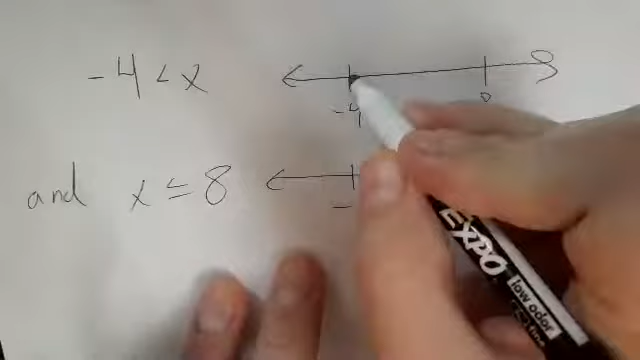 -4 < x
-4 0
and x ≤ 8
EXPO
low odor